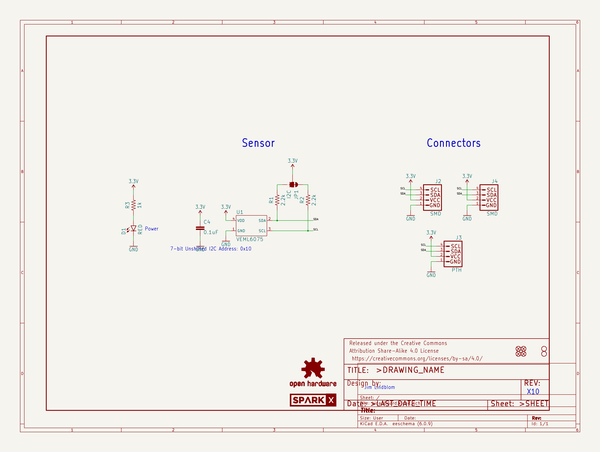 Sensor
Connectors
3.3V
R3
1k
D1
RED
Power
GND
3.3V
C4
0.1uF
GND
3.3V
U1
VDD
SDA
GND
SCL
VEML6075
GND
7-bit Unshifted I2C Address: 0x10
3.3V
I2C
JP1
R1
2.2k
R2
2.2k
3.3V
J2
SCL
SDA
VCC
GND
SMD
GND
3.3V
J4
SCL
SDA
VCC
GND
SMD
GND
3.3V
J3
SCL
SDA
VCC
GND
PTH
GND
open hardware
SPARK X
Released under the Creative Commons
Attribution Share-Alike 4.0 License
https://creativecommons.org/licenses/by-sa/4.0/
TITLE: >DRAWING_NAME
Design by:
Jim Lindblom
REV:
X10
Date: >LAST_DATE_TIME
Sheet: >SHEET
Sheet: /
Title:
Size: User
Date:
Rev:
KiCad E.D.A. eeschema (6.0.9)
Id: 1/1